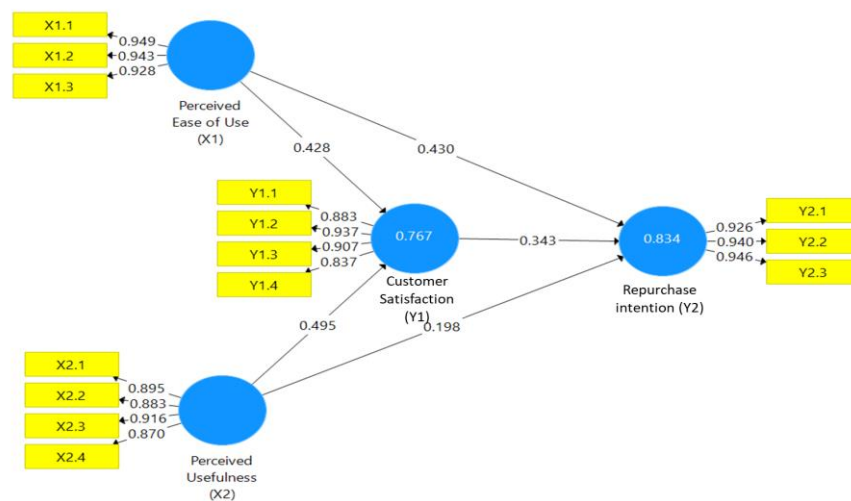 X1.1
X1.2
X1.3
0.949
0.943
0.928
Perceived
Ease of Use
(X1)
0.428
0.430
Y1.1
Y1.2
Y1.3
Y1.4
0.883
0.937
0.907
0.837
0.767
Customer
Satisfaction
(Y1)
0.343
0.834
Repurchase
intention (Y2)
0.926
0.940
0.946
Y2.1
Y2.2
Y2.3
0.495
0.198
X2.1
X2.2
X2.3
X2.4
0.895
0.883
0.916
0.870
Perceived
Usefulness
(X2)